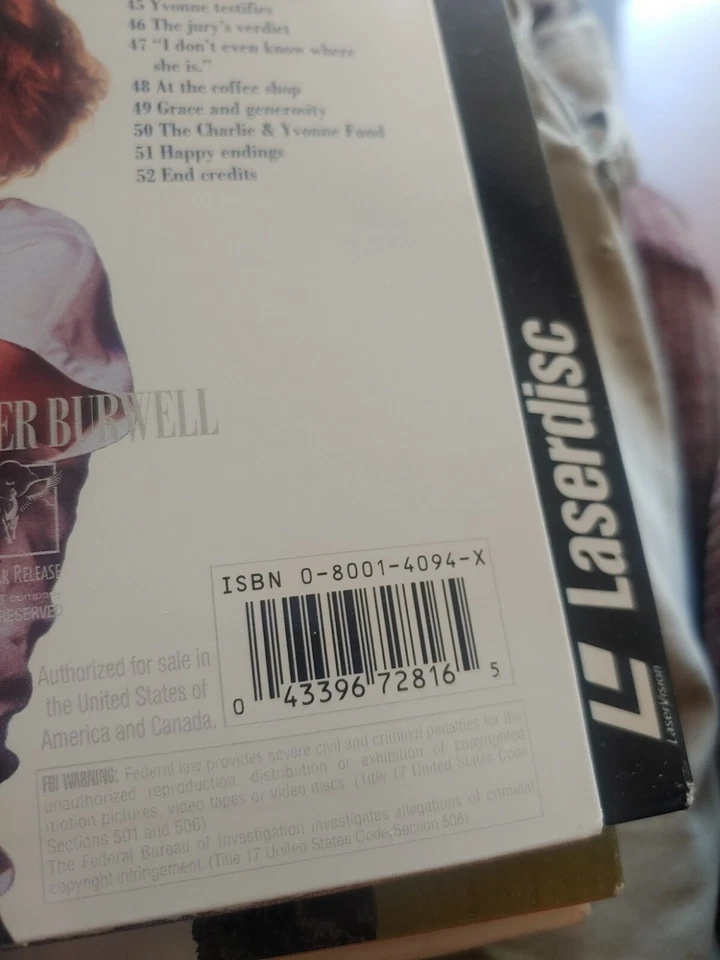 45 Yvonne testifies
46 The jury's verdict
47 "I don't even know where
she is."
48 At the coffee shop
49 Grace and generosity
50 The Charlie & Yvonne Fund
51 Happy endings
52 End credits
ER BURWELL
R RELEASE
T company
RESERVED
Authorized for sale in
the United States of
America and Canada.
ISBN 0-8001-4094-X
0 43396 72816 5
FBI WARNING: Federal law provides severe civil and criminal penalties for the
unauthorized reproduction, distribution or exhibition of copyrighted
motion pictures, video tapes or video discs. (Title 17 United States Code
Sections 501 and 506)
The Federal Bureau of Investigation investigates allegations of criminal
copyright infringement. (Title 17 United States Code,Section 506)
Laserdisc
LaserVision